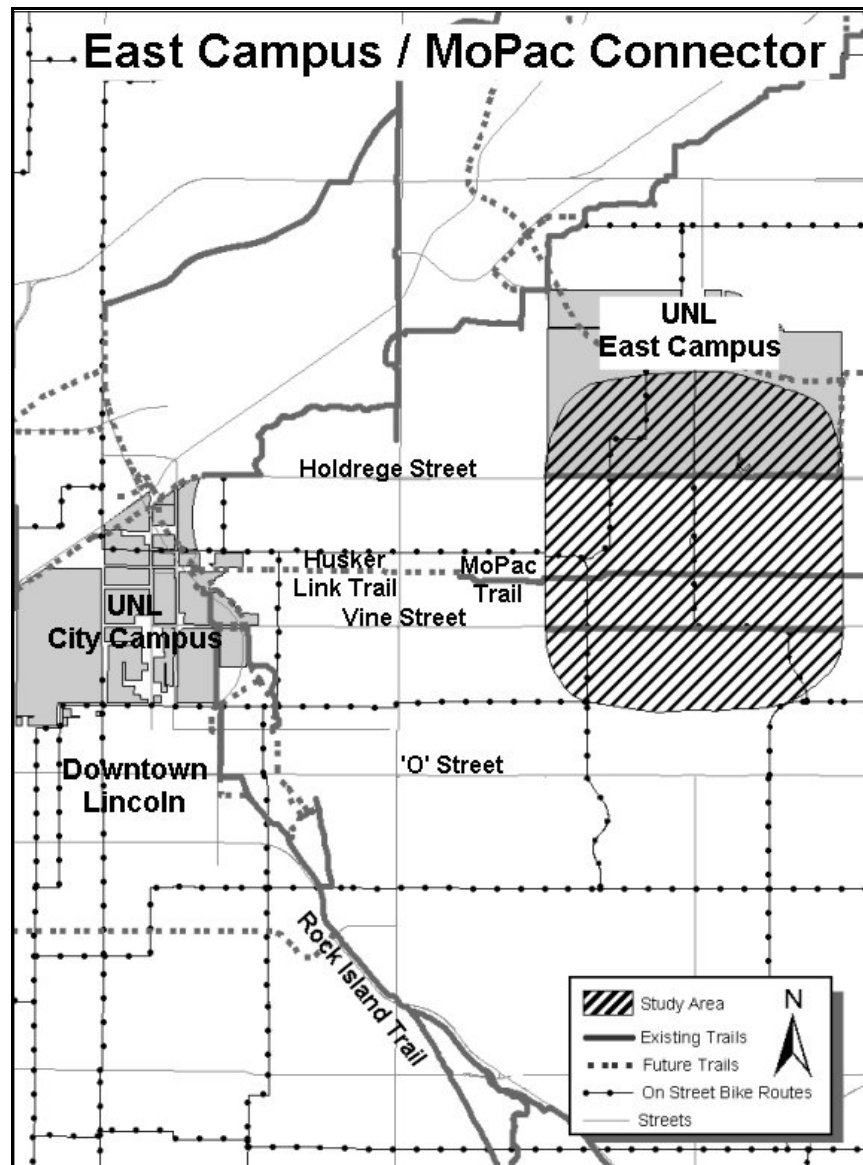 East Campus / MoPac Connector
UNL
East Campus
Holdrege Street
Husker
Link Trail
MoPac
Trail
Vine Street
UNL
City Campus
'O' Street
Downtown
Lincoln
Rock Island Trail
N
Study Area
Existing Trails
Future Trails
On Street Bike Routes
Streets